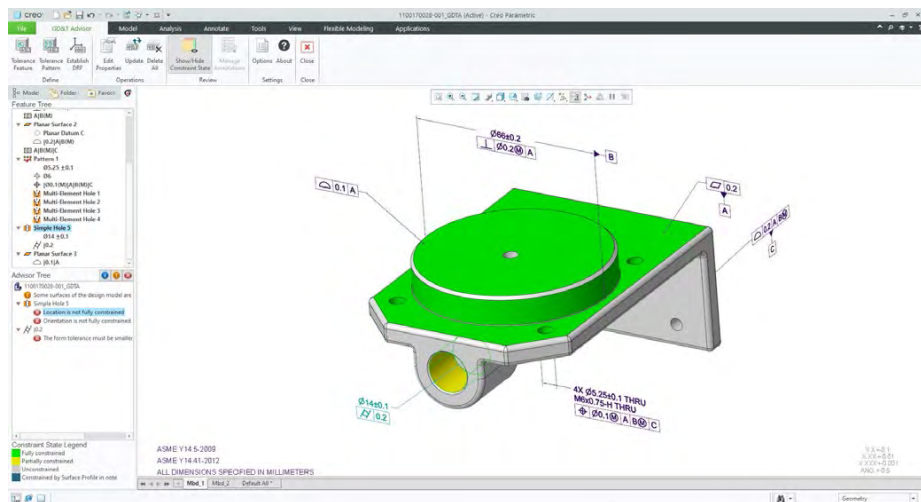 creo
1100170028-001_GDTA (Active) - Creo Parametric
File
GD&T Advisor
Model
Analysis
Annotate
Tools
View
Flexible Modeling
Applications
Tolerance Feature
Tolerance Pattern
Establish DRF
Edit Properties
Update
Delete All
Show/Hide Constraint State
Manage Annotations
Options
About
Close
Define
Operations
Review
Settings
Close
Feature Tree
A|B(M)
Planar Surface 2
Planar Datum C
|0.2|A|B(M)
A|B(M)|C
Pattern 1
Ø5.25 ±0.1
Ø6
|Ø0.1(M)|A|B(M)|C
Multi-Element Hole 1
Multi-Element Hole 2
Multi-Element Hole 3
Multi-Element Hole 4
Simple Hole 5
Ø14 ±0.1
|0.2
Planar Surface 3
|0.1|A
Advisor Tree
1100170028-001_GDTA
Some surfaces of the design model are
Simple Hole 5
Location is not fully constrained
Orientation is not fully constrained
|0.2
The form tolerance must be smaller
Constraint State Legend
Fully constrained
Partially constrained
Unconstrained
Constrained by Surface Profile in note
Ø66±0.2
⊥ Ø0.2Ⓜ A
B
⌓ 0.1 A
▱ 0.2
A
⌓ 0.2 A BⓂ
C
Ø14±0.1
⌭ 0.2
4X Ø5.25±0.1 THRU
M6x0.75-H THRU
⌖ Ø0.1Ⓜ A BⓂ C
ASME Y14.5-2009
ASME Y14.41-2012
ALL DIMENSIONS SPECIFIED IN MILLIMETERS
Mbd_1
Mbd_2
Default All *
Geometry